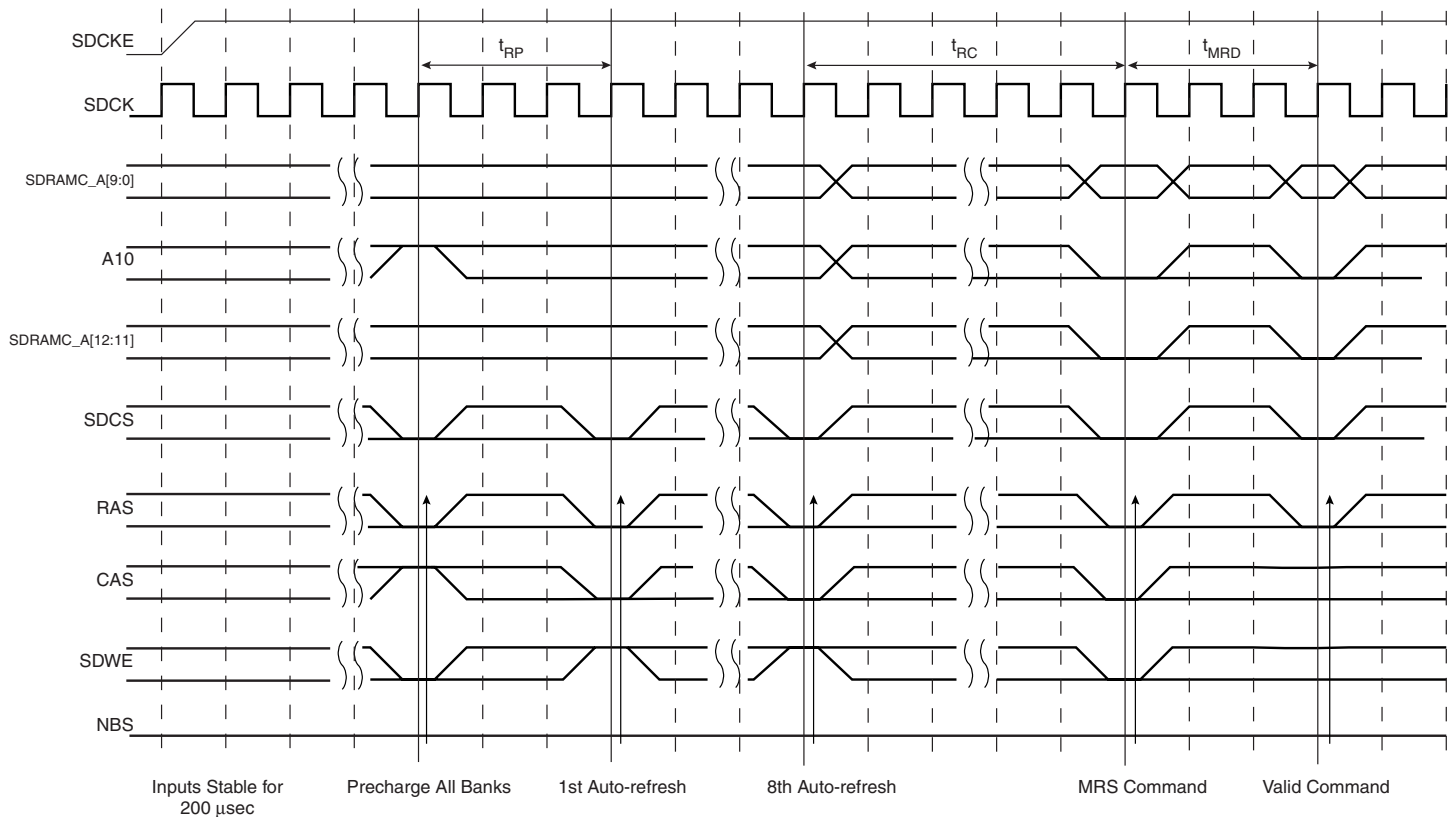 SDCKE
t_RP
t_RC
t_MRD
SDCK
SDRAMC_A[9:0]
A10
SDRAMC_A[12:11]
SDCS
RAS
CAS
SDWE
NBS
Inputs Stable for
200 μsec
Precharge All Banks
1st Auto-refresh
8th Auto-refresh
MRS Command
Valid Command